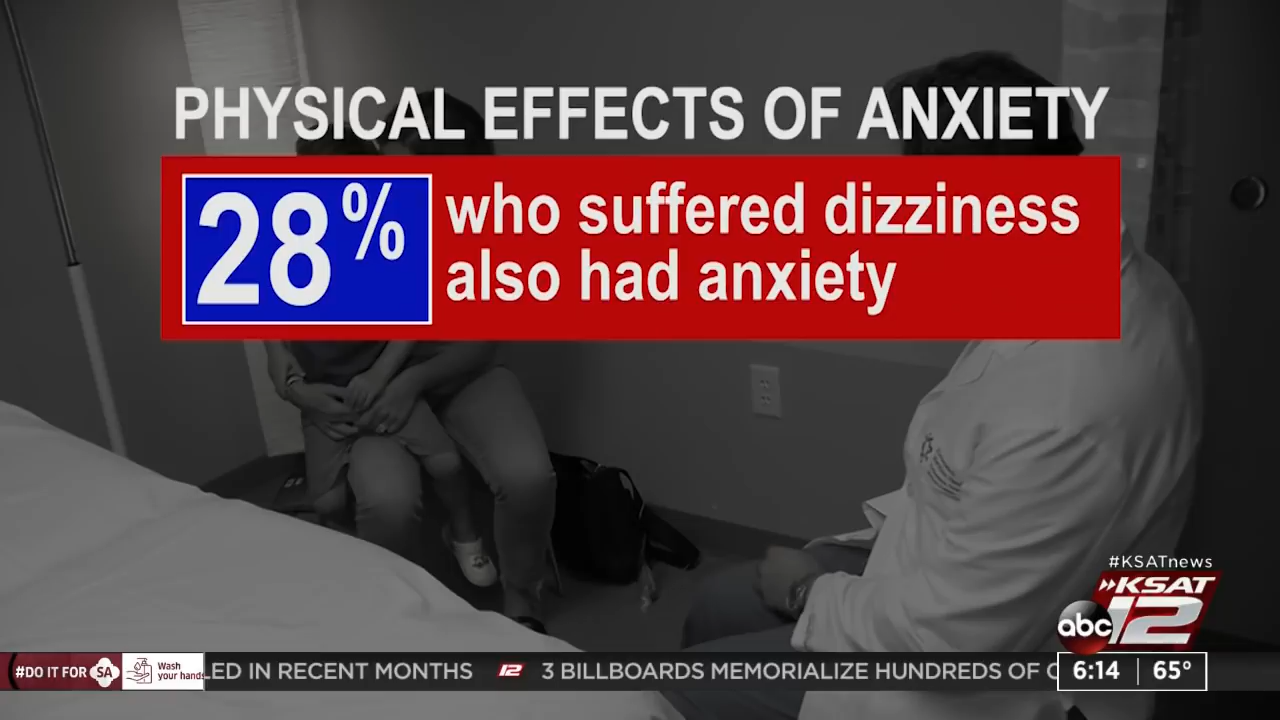 PHYSICAL EFFECTS OF ANXIETY
28%
who suffered dizziness
also had anxiety
#KSATnews
KSAT
abc 12
#DO IT FOR SA
Wash
your hands
LED IN RECENT MONTHS 12 3 BILLBOARDS MEMORIALIZE HUNDREDS OF
6:14 65°